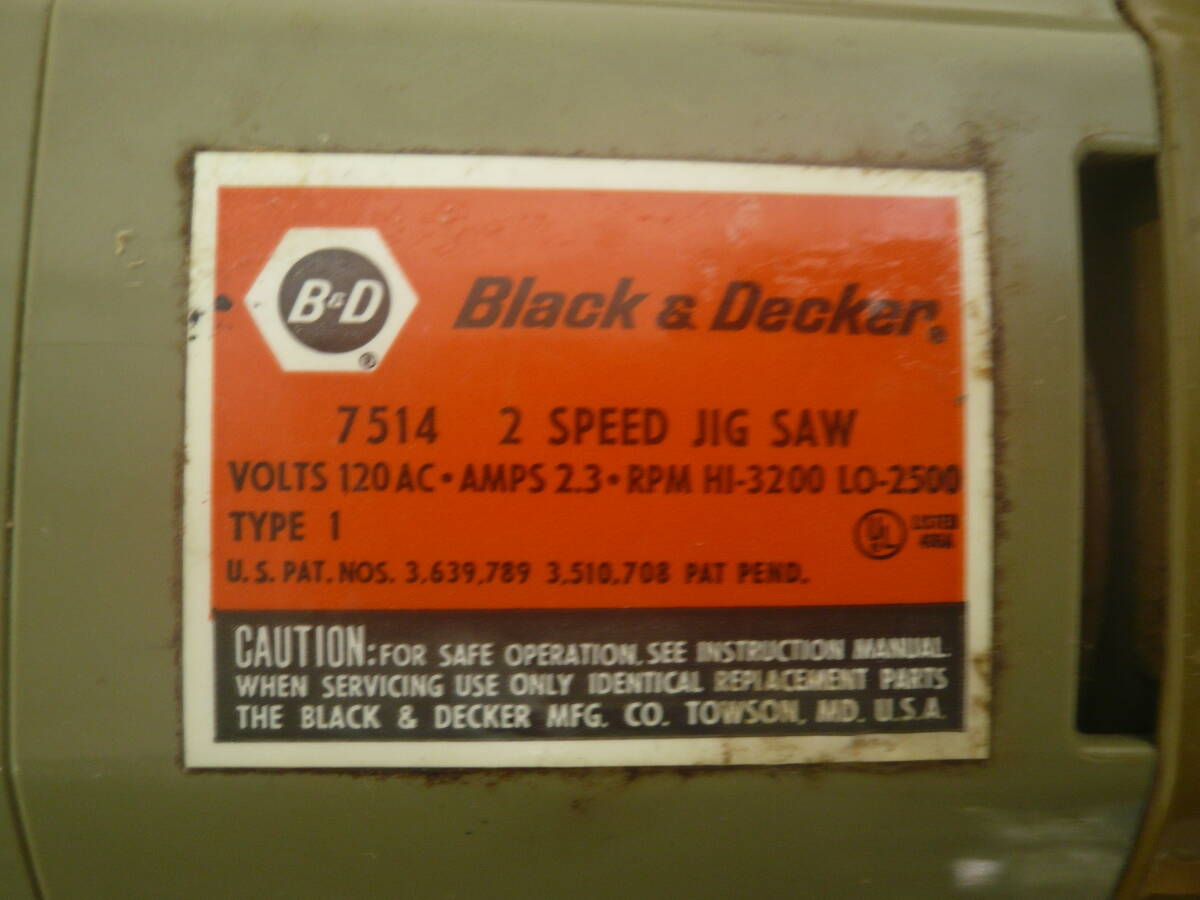 B&D
®
Black & Decker®
7514 2 SPEED JIG SAW
VOLTS 120 AC • AMPS 2.3 • RPM HI-3200 LO-2500
TYPE 1
UL LISTED
U.S. PAT. NOS. 3,639,789 3,510,708 PAT PEND.
CAUTION: FOR SAFE OPERATION, SEE INSTRUCTION MANUAL.
WHEN SERVICING USE ONLY IDENTICAL REPLACEMENT PARTS
THE BLACK & DECKER MFG. CO. TOWSON, MD. U.S.A.